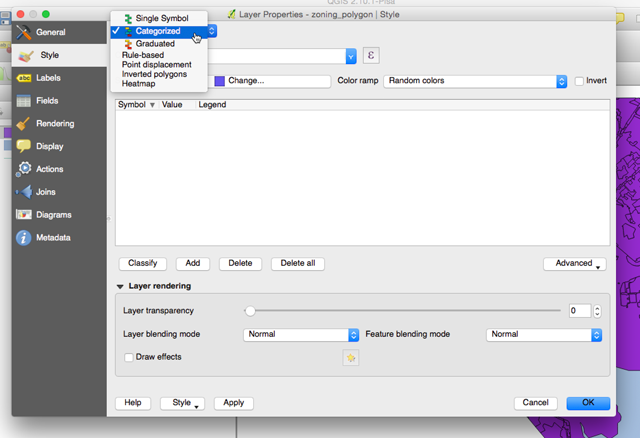 QGIS 2.10.1-Pisa
Layer Properties - zoning_polygon | Style
General
Style
Labels
Fields
Rendering
Display
Actions
Joins
Diagrams
Metadata
Single Symbol
✓ Categorized
Graduated
Rule-based
Point displacement
Inverted polygons
Heatmap
ε
Change... Color ramp Random colors Invert
Symbol ▼ Value Legend
Classify Add Delete Delete all Advanced
▼ Layer rendering
Layer transparency 0
Layer blending mode Normal Feature blending mode Normal
Draw effects
Help Style Apply Cancel OK